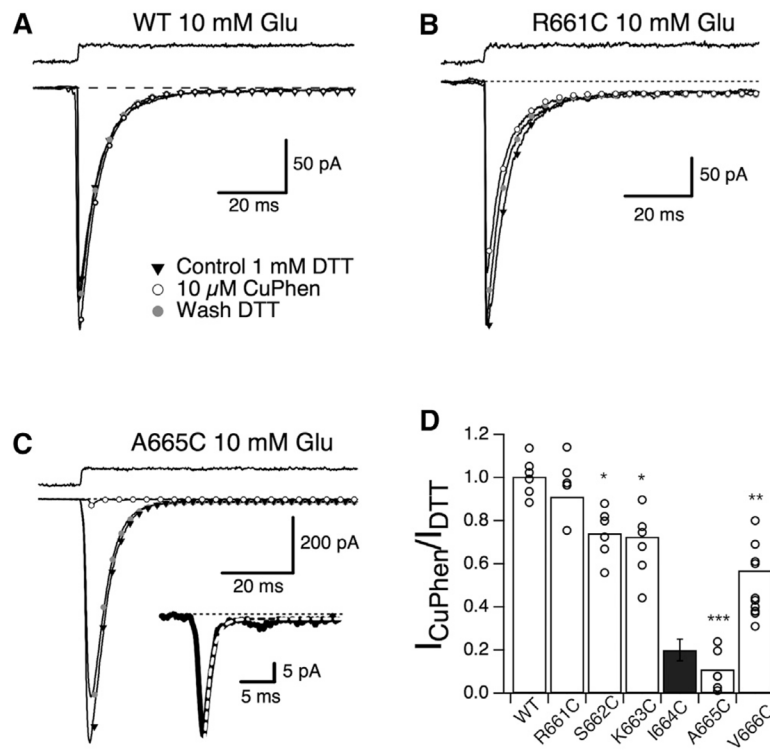 A
WT 10 mM Glu
50 pA
20 ms
Control 1 mM DTT
10 µM CuPhen
Wash DTT
B
R661C 10 mM Glu
50 pA
20 ms
C
A665C 10 mM Glu
200 pA
20 ms
5 pA
5 ms
D
I_CuPhen/I_DTT
1.2
1.0
0.8
0.6
0.4
0.2
0.0
*
*
***
**
WT
R661C
S662C
K663C
I664C
A665C
V666C